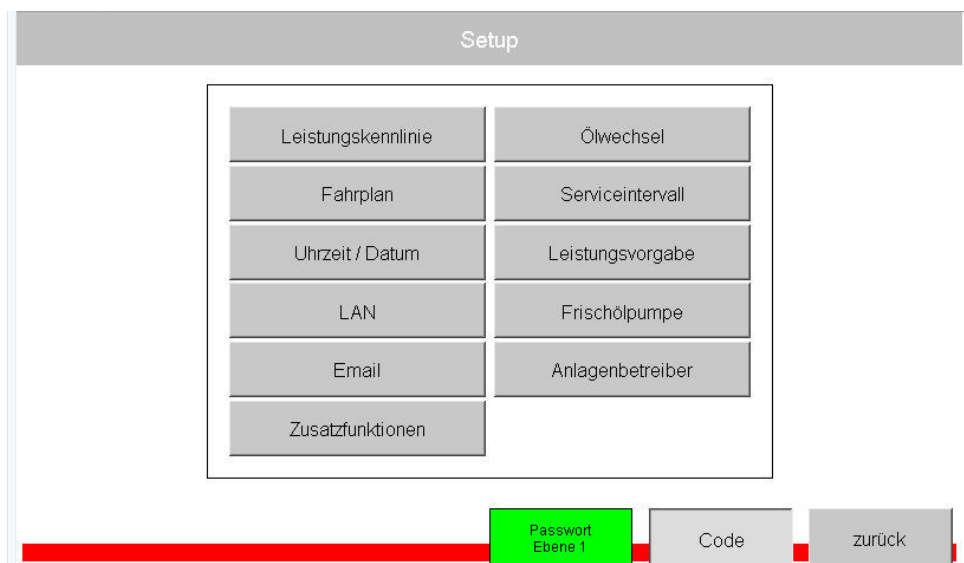 Setup
Leistungskennlinie
Ölwechsel
Fahrplan
Serviceintervall
Uhrzeit / Datum
Leistungsvorgabe
LAN
Frischölpumpe
Email
Anlagenbetreiber
Zusatzfunktionen
Passwort
Ebene 1
Code
zurück